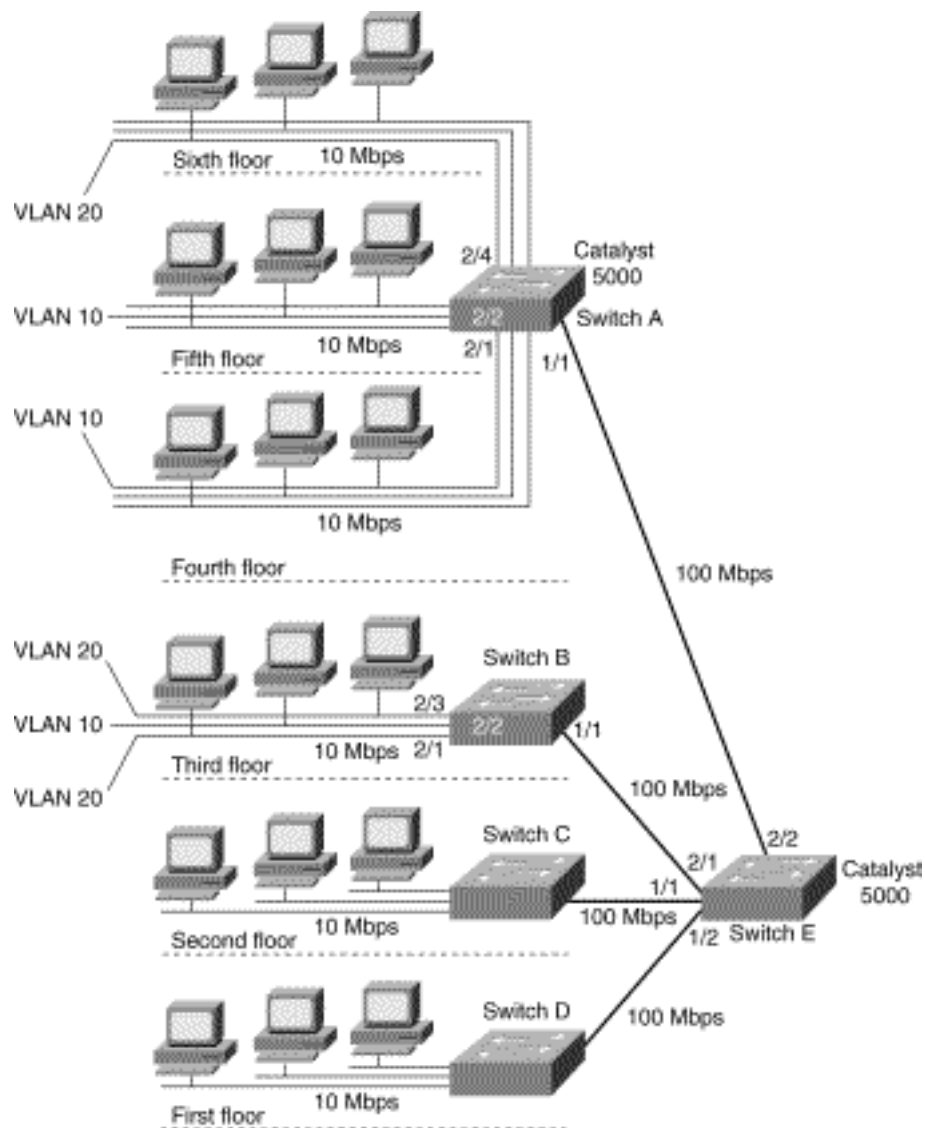 Sixth floor
10 Mbps
VLAN 20
2/4
Catalyst
5000
VLAN 10
2/2
Switch A
10 Mbps
2/1
Fifth floor
1/1
VLAN 10
10 Mbps
Fourth floor
100 Mbps
VLAN 20
Switch B
2/3
VLAN 10
2/2
1/1
10 Mbps
2/1
Third floor
VLAN 20
100 Mbps
Switch C
2/2
2/1
Catalyst
5000
1/1
10 Mbps
100 Mbps
Switch E
Second floor
1/2
Switch D
100 Mbps
10 Mbps
First floor